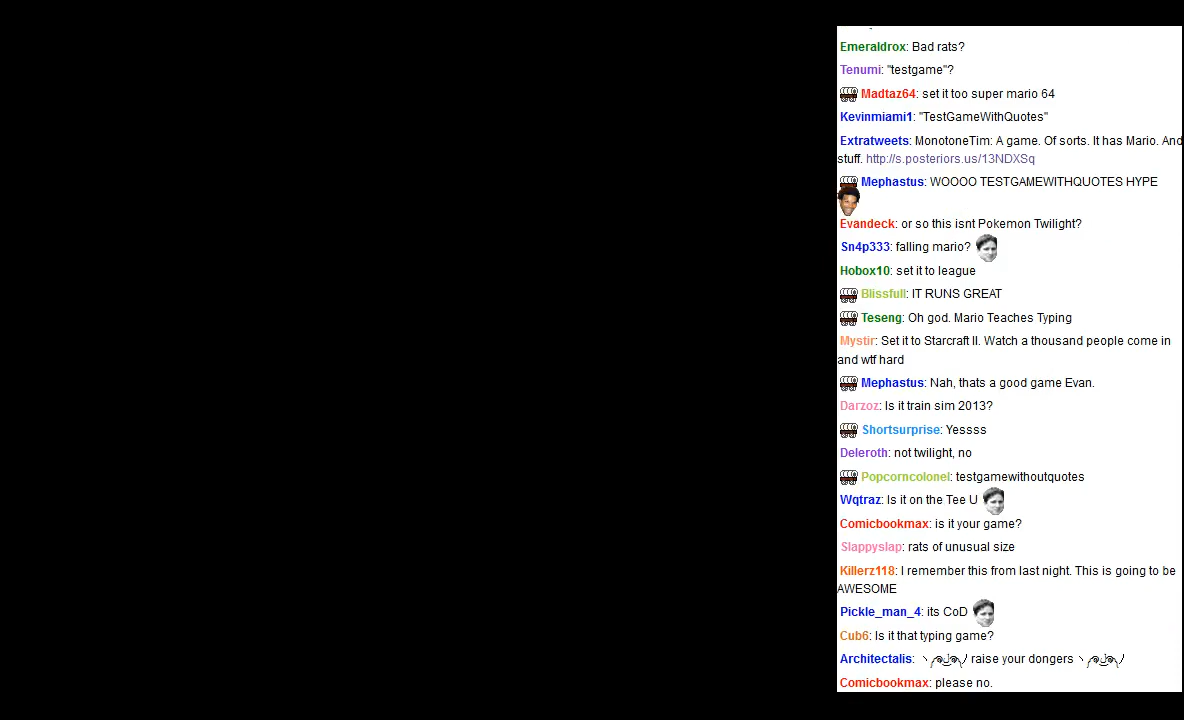 Emeraldrox: Bad rats?
Tenumi: "testgame"?
Madtaz64: set it too super mario 64
Kevinmiami1: "TestGameWithQuotes"
Extratweets: MonotoneTim: A game. Of sorts. It has Mario. And
stuff. http://s.posteriors.us/13NDXSq
Mephastus: WOOOO TESTGAMEWITHQUOTES HYPE
Evandeck: or so this isnt Pokemon Twilight?
Sn4p333: falling mario?
Hobox10: set it to league
Blissfull: IT RUNS GREAT
Teseng: Oh god. Mario Teaches Typing
Mystir: Set it to Starcraft II. Watch a thousand people come in
and wtf hard
Mephastus: Nah, thats a good game Evan.
Darzoz: Is it train sim 2013?
Shortsurprise: Yessss
Deleroth: not twilight, no
Popcorncolonel: testgamewithoutquotes
Wqtraz: Is it on the Tee U
Comicbookmax: is it your game?
Slappyslap: rats of unusual size
Killerz118: I remember this from last night. This is going to be
AWESOME
Pickle_man_4: its CoD
Cub6: Is it that typing game?
Architectalis: ヽ༼ຈل͜ຈ༽ﾉ raise your dongers ヽ༼ຈل͜ຈ༽ﾉ
Comicbookmax: please no.